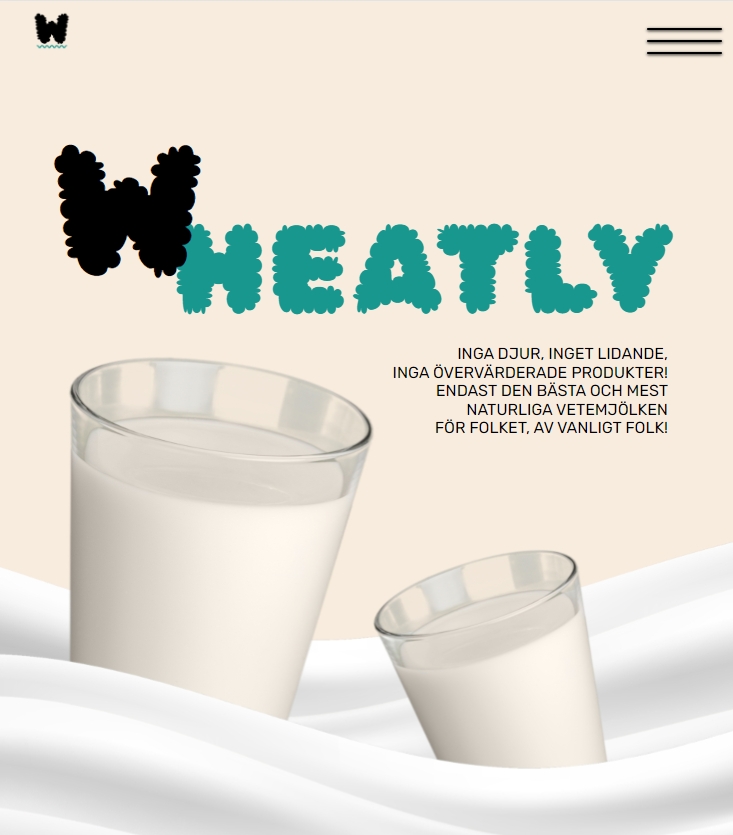 W
WHEATLY
INGA DJUR, INGET LIDANDE,
INGA ÖVERVÄRDERADE PRODUKTER!
ENDAST DEN BÄSTA OCH MEST
NATURLIGA VETEMJÖLKEN
FÖR FOLKET, AV VANLIGT FOLK!